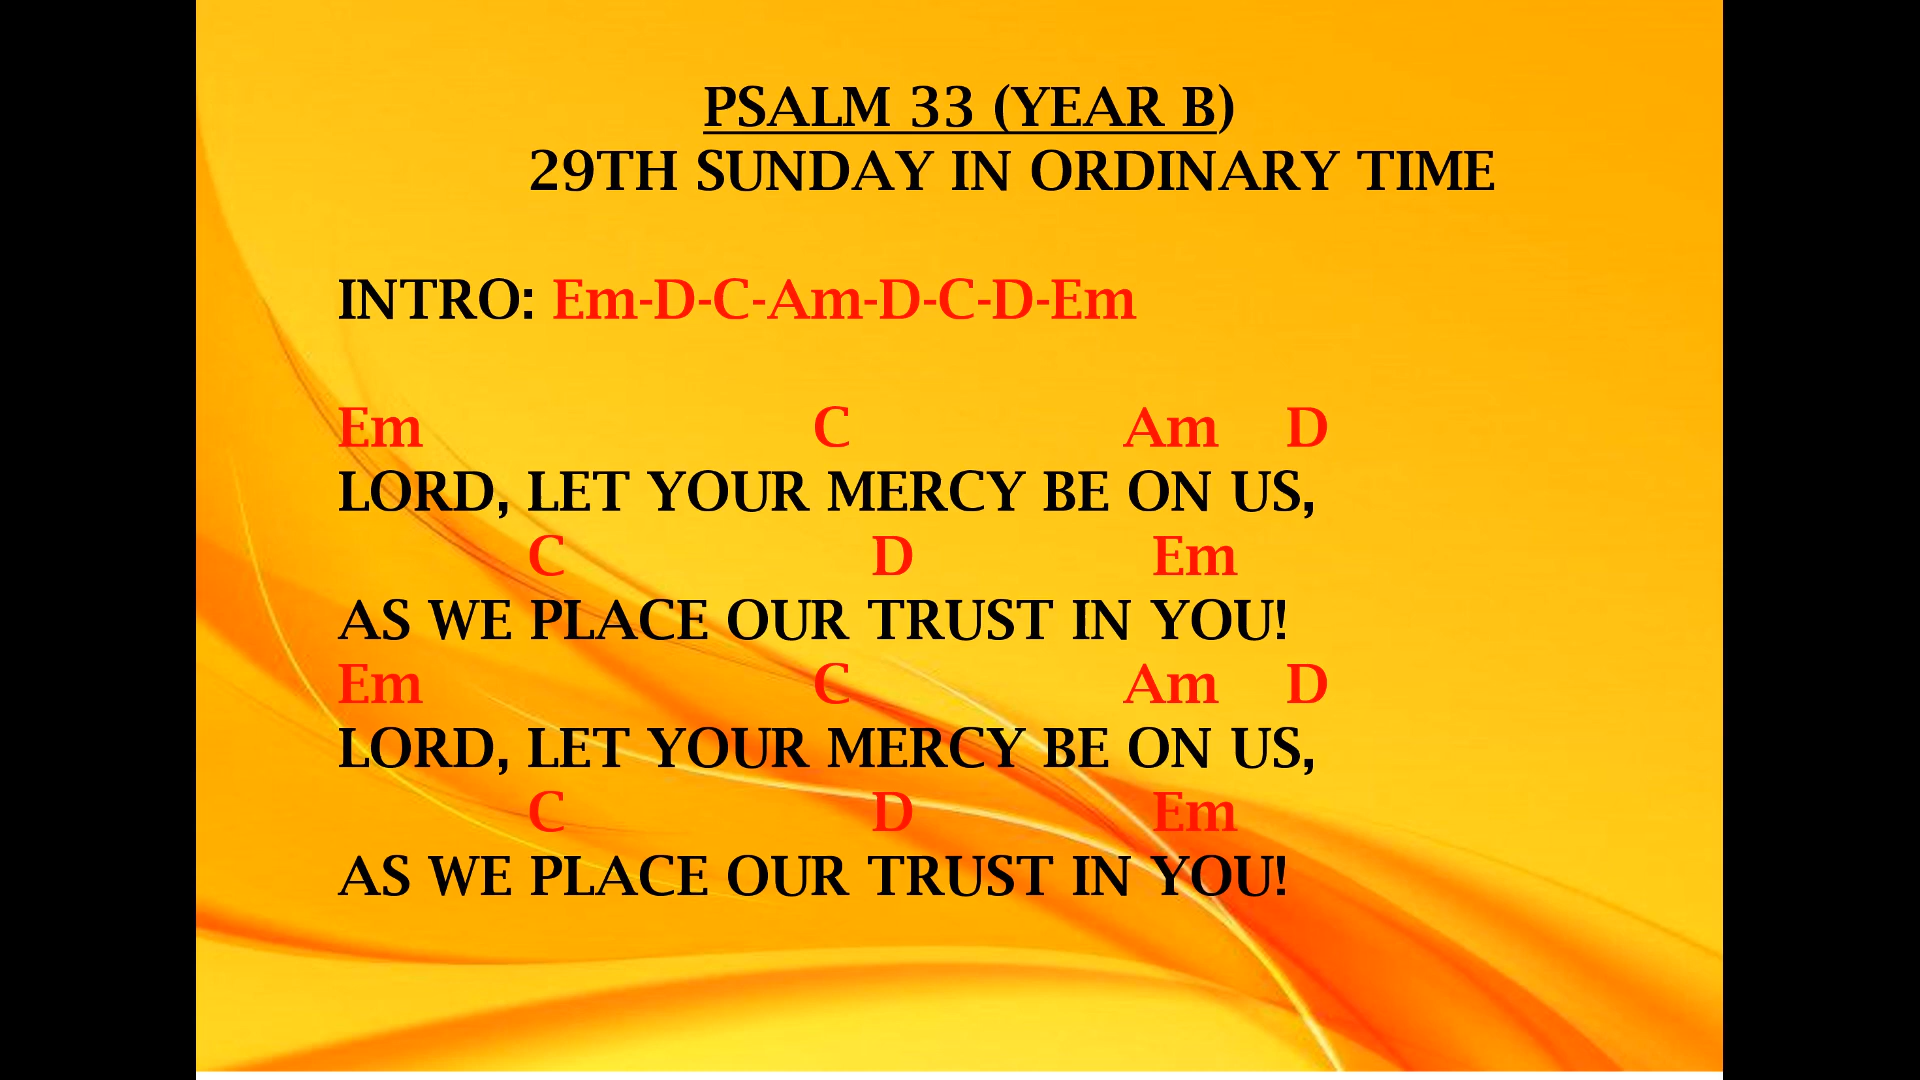 PSALM 33 (YEAR B)
29TH SUNDAY IN ORDINARY TIME
INTRO: Em-D-C-Am-D-C-D-Em
Em C Am D
LORD, LET YOUR MERCY BE ON US,
C D Em
AS WE PLACE OUR TRUST IN YOU!
Em C Am D
LORD, LET YOUR MERCY BE ON US,
C D Em
AS WE PLACE OUR TRUST IN YOU!